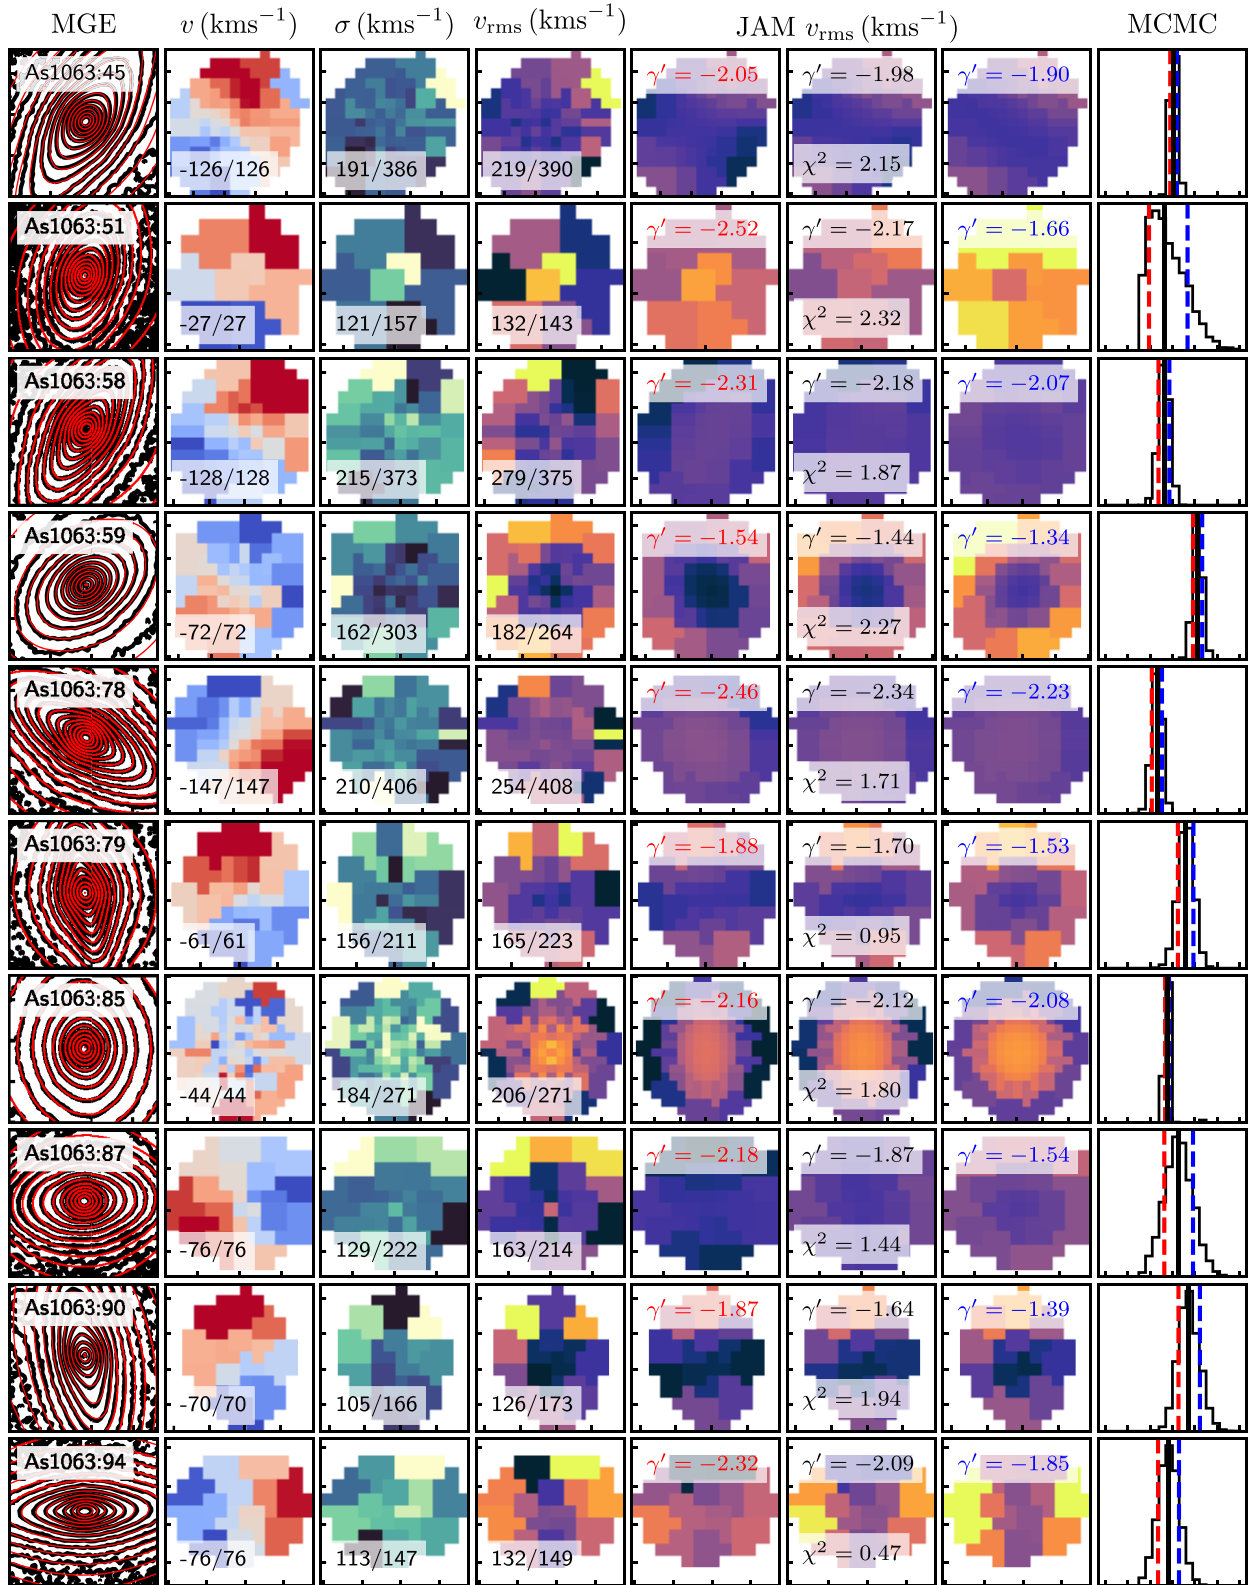 MGE v (kms⁻¹) σ (kms⁻¹) v_rms (kms⁻¹) JAM v_rms (kms⁻¹) MCMC
As1063:45 -126/126 191/386 219/390 γ′ = −2.05 γ′ = −1.98 χ² = 2.15 γ′ = −1.90
As1063:51 -27/27 121/157 132/143 γ′ = −2.52 γ′ = −2.17 χ² = 2.32 γ′ = −1.66
As1063:58 -128/128 215/373 279/375 γ′ = −2.31 γ′ = −2.18 χ² = 1.87 γ′ = −2.07
As1063:59 -72/72 162/303 182/264 γ′ = −1.54 γ′ = −1.44 χ² = 2.27 γ′ = −1.34
As1063:78 -147/147 210/406 254/408 γ′ = −2.46 γ′ = −2.34 χ² = 1.71 γ′ = −2.23
As1063:79 -61/61 156/211 165/223 γ′ = −1.88 γ′ = −1.70 χ² = 0.95 γ′ = −1.53
As1063:85 -44/44 184/271 206/271 γ′ = −2.16 γ′ = −2.12 χ² = 1.80 γ′ = −2.08
As1063:87 -76/76 129/222 163/214 γ′ = −2.18 γ′ = −1.87 χ² = 1.44 γ′ = −1.54
As1063:90 -70/70 105/166 126/173 γ′ = −1.87 γ′ = −1.64 χ² = 1.94 γ′ = −1.39
As1063:94 -76/76 113/147 132/149 γ′ = −2.32 γ′ = −2.09 χ² = 0.47 γ′ = −1.85